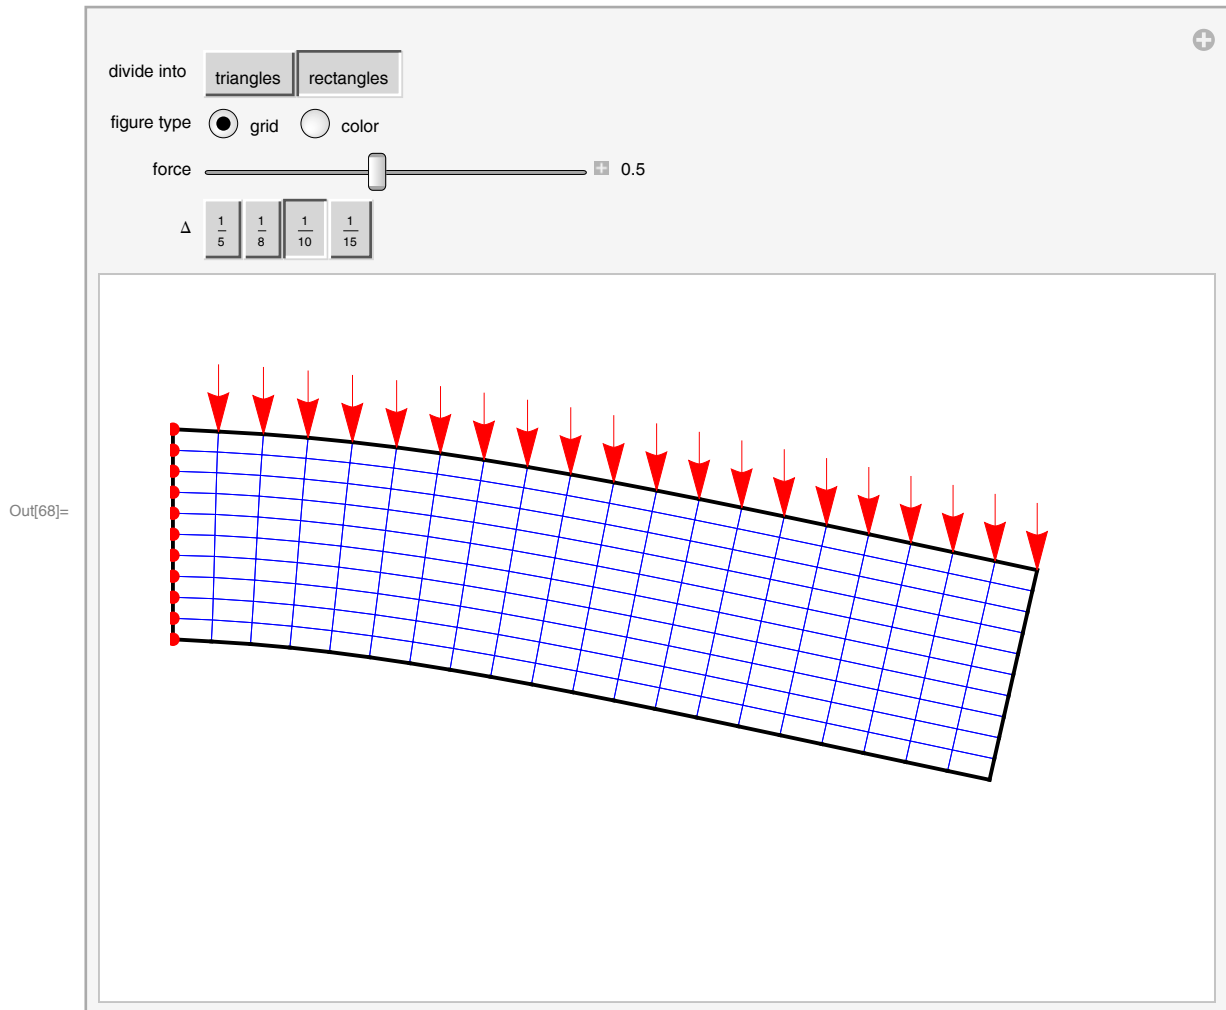 divide into triangles rectangles
figure type grid color
force 0.5
Δ 1/5 1/8 1/10 1/15
Out[68]=